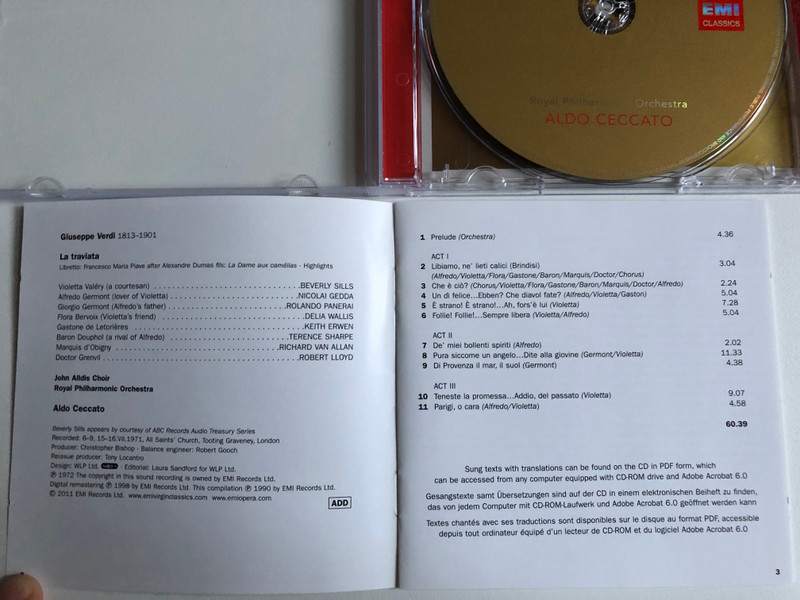 EMI
CLASSICS
Royal Philharmonic Orchestra
ALDO CECCATO
Giuseppe Verdi 1813–1901
La traviata
Libretto: Francesco Maria Piave after Alexandre Dumas fils: La Dame aux camélias · Highlights
Violetta Valéry (a courtesan) . . . . . BEVERLY SILLS
Alfredo Germont (lover of Violetta) . . . . . NICOLAI GEDDA
Giorgio Germont (Alfredo's father) . . . . . ROLANDO PANERAI
Flora Bervoix (Violetta's friend) . . . . . DELIA WALLIS
Gastone de Letorières . . . . . KEITH ERWEN
Baron Douphol (a rival of Alfredo) . . . . . TERENCE SHARPE
Marquis d'Obigny . . . . . RICHARD VAN ALLAN
Doctor Grenvil . . . . . ROBERT LLOYD
John Alldis Choir
Royal Philharmonic Orchestra
Aldo Ceccato
Beverly Sills appears by courtesy of ABC Records Audio Treasury Series
Recorded: 6–9, 15–16.VII.1971, All Saints' Church, Tooting Graveney, London
Producer: Christopher Bishop · Balance engineer: Robert Gooch
Reissue producer: Tony Locantro
Design: WLP Ltd. · Editorial: Laura Sandford for WLP Ltd.
℗ 1972 The copyright in this sound recording is owned by EMI Records Ltd.
Digital remastering ℗ 1998 by EMI Records Ltd. This compilation ℗ 1990 by EMI Records Ltd.
© 2011 EMI Records Ltd. www.emivirginclassics.com www.emiopera.com
ADD
1 Prelude (Orchestra) 4.36
ACT I
2 Libiamo, ne' lieti calici (Brindisi) 3.04
(Alfredo/Violetta/Flora/Gastone/Baron/Marquis/Doctor/Chorus)
3 Che è ciò? (Chorus/Violetta/Flora/Gastone/Baron/Marquis/Doctor/Alfredo) 2.24
4 Un dì felice...Ebben? Che diavol fate? (Alfredo/Violetta/Gaston) 5.04
5 È strano! È strano!...Ah, fors'è lui (Violetta) 7.28
6 Follie! Follie!...Sempre libera (Violetta/Alfredo) 5.04
ACT II
7 De' miei bollenti spiriti (Alfredo) 2.02
8 Pura siccome un angelo...Dite alla giovine (Germont/Violetta) 11.33
9 Di Provenza il mar, il suol (Germont) 4.38
ACT III
10 Teneste la promessa...Addio, del passato (Violetta) 9.07
11 Parigi, o cara (Alfredo/Violetta) 4.58
60.39
Sung texts with translations can be found on the CD in PDF form, which
can be accessed from any computer equipped with CD-ROM drive and Adobe Acrobat 6.0
Gesangstexte samt Übersetzungen sind auf der CD in einem elektronischen Beiheft zu finden,
das von jedem Computer mit CD-ROM-Laufwerk und Adobe Acrobat 6.0 geöffnet werden kann
Textes chantés avec ses traductions sont disponibles sur le disque au format PDF, accessible
depuis tout ordinateur équipé d'un lecteur de CD-ROM et du logiciel Adobe Acrobat 6.0
3